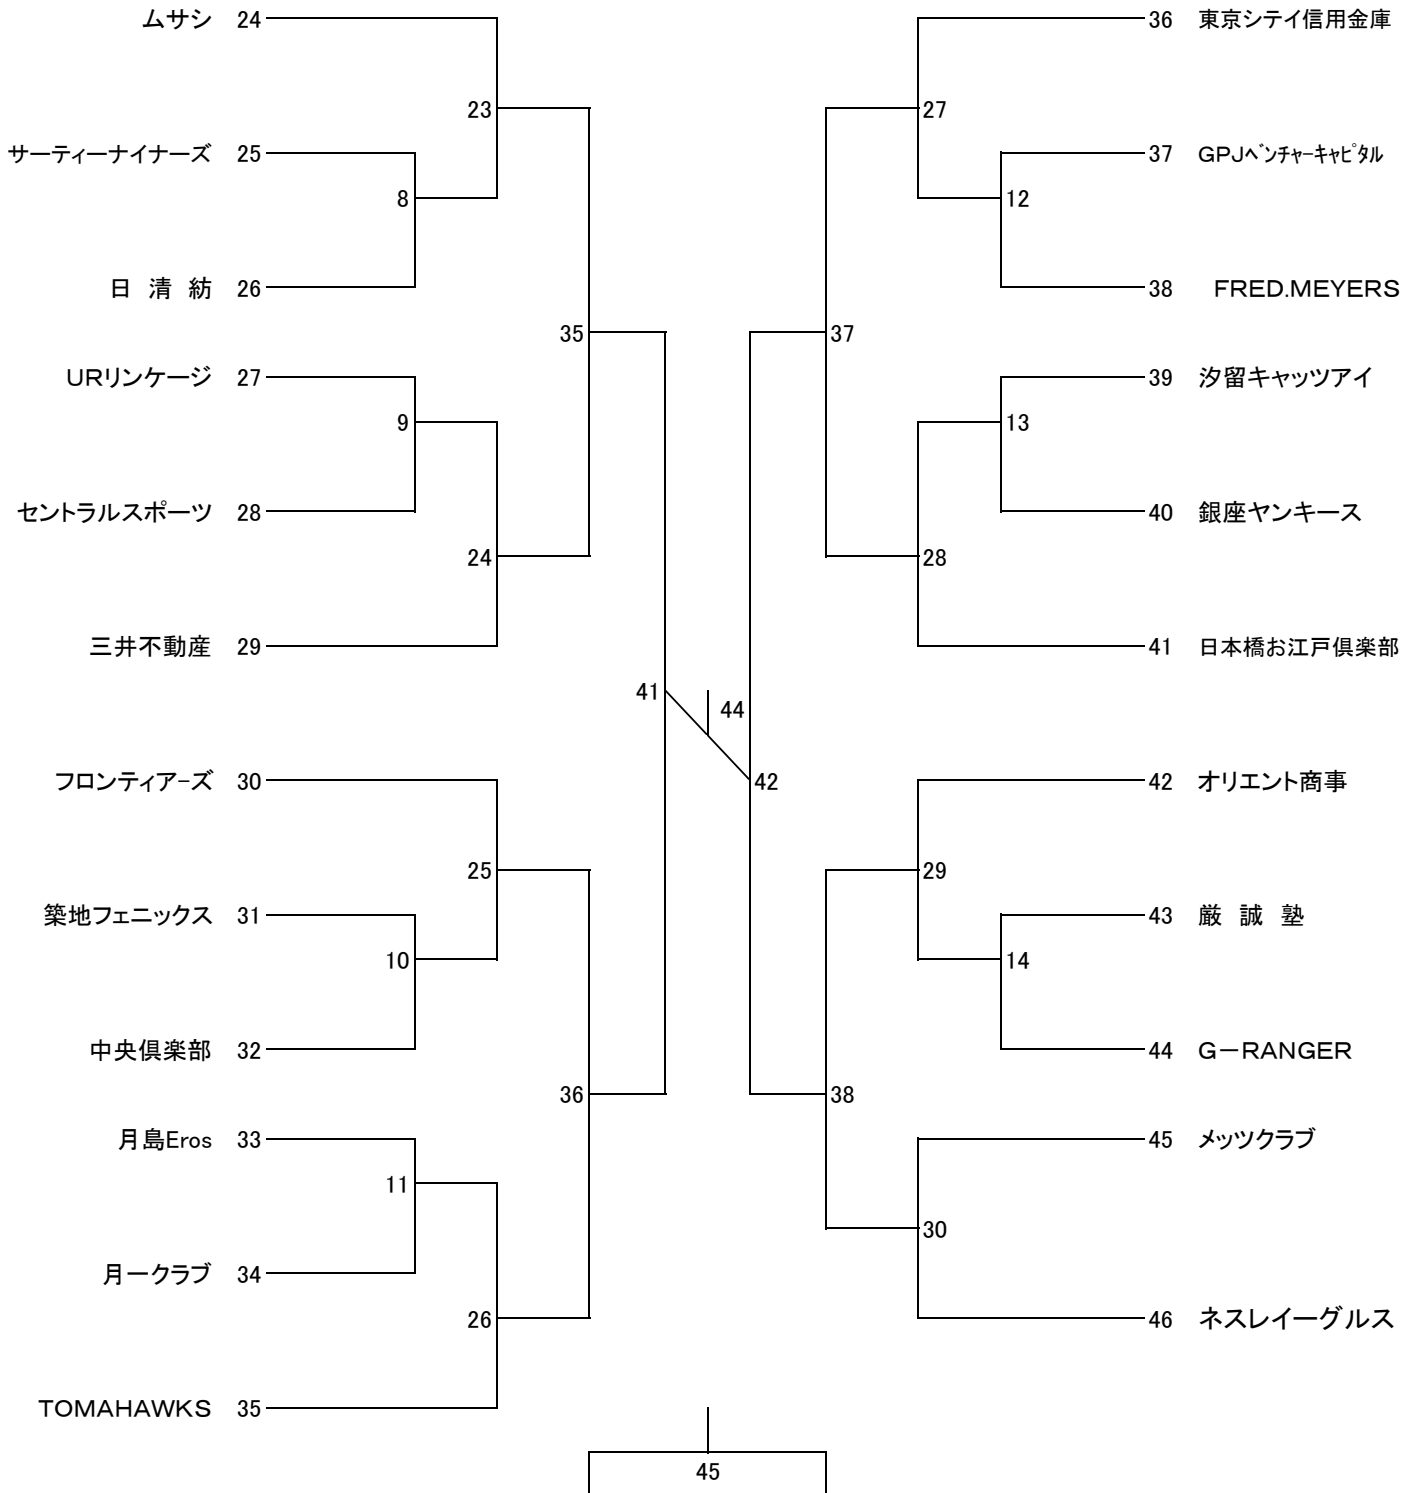 ムサシ 24
23
サーティーナイナーズ 25
8
日 清 紡 26
35
URリンケージ 27
9
セントラルスポーツ 28
24
三井不動産 29
41
フロンティアーズ 30
25
築地フェニックス 31
10
中央倶楽部 32
36
月島Eros 33
11
月一クラブ 34
26
TOMAHAWKS 35
44
45
36 東京シテイ信用金庫
27
37 GPJベンチャーキャピタル
12
38 FRED.MEYERS
37
39 汐留キャッツアイ
13
40 銀座ヤンキース
28
41 日本橋お江戸倶楽部
42
42 オリエント商事
29
43 厳 誠 塾
14
44 G－RANGER
38
45 メッツクラブ
30
46 ネスレイーグルス